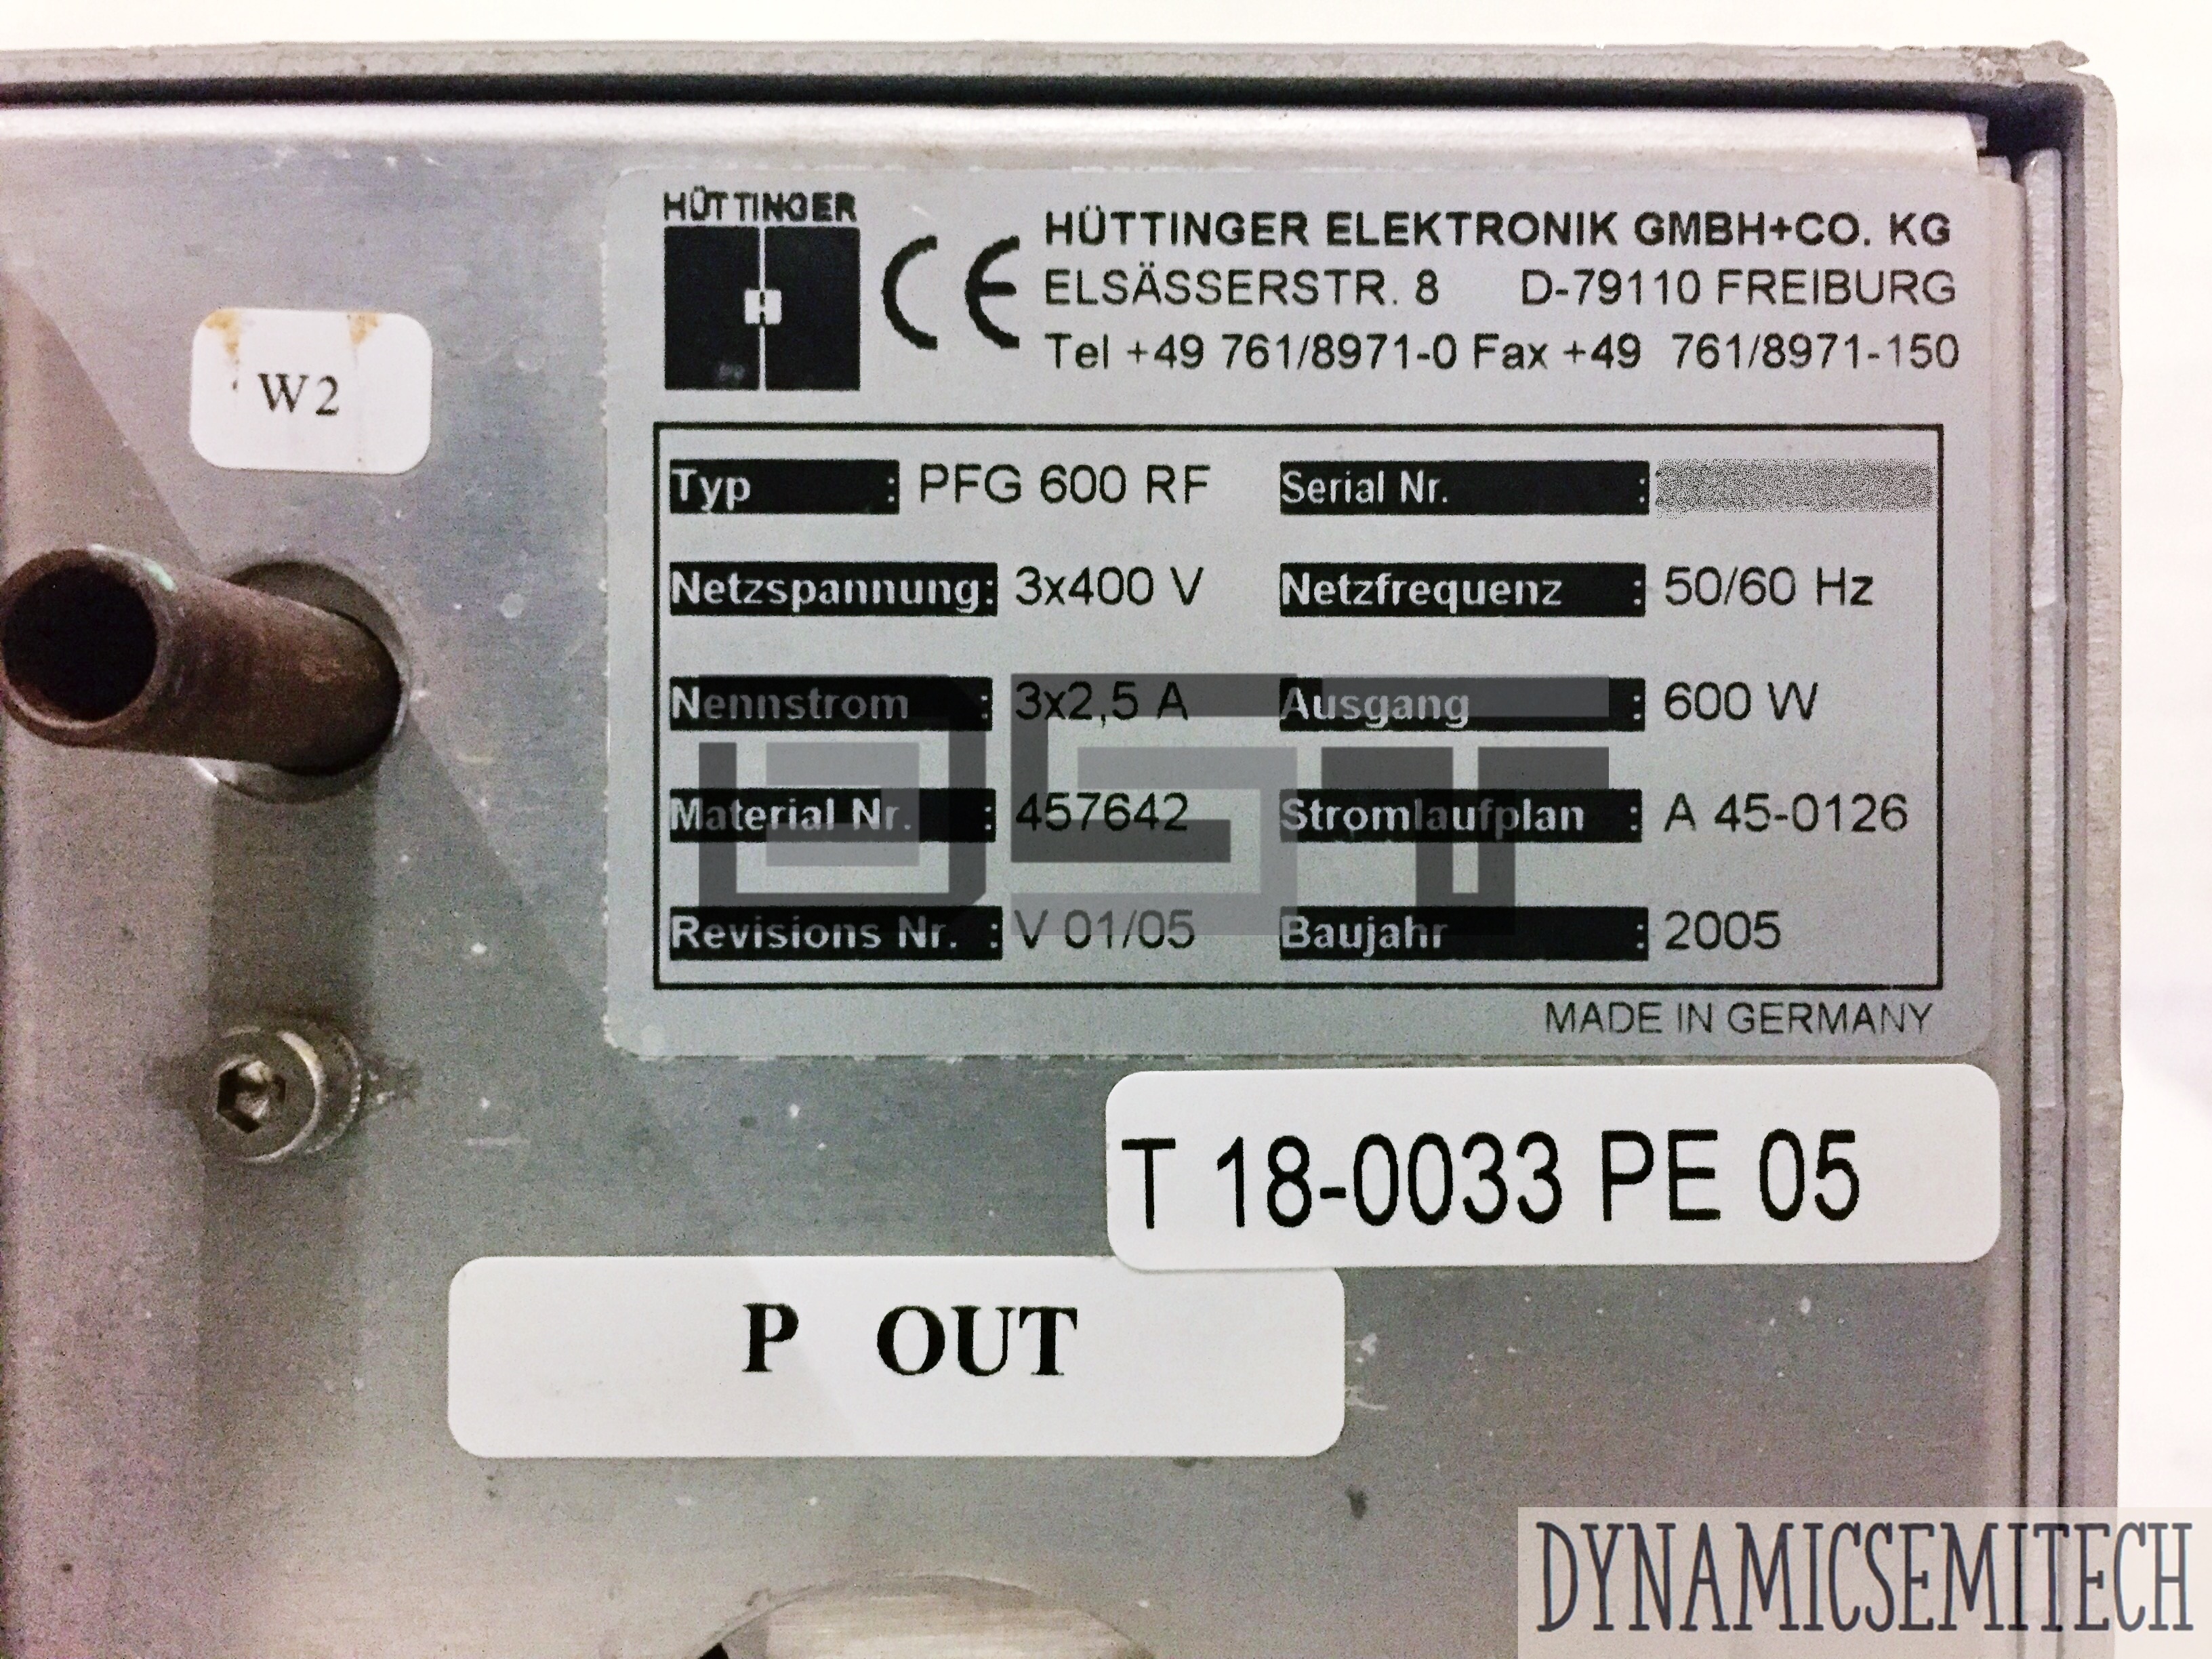 HÜTTINGER
H
CE
HÜTTINGER ELEKTRONIK GMBH+CO. KG
ELSÄSSERSTR. 8 D-79110 FREIBURG
Tel +49 761/8971-0 Fax +49 761/8971-150
W2
Typ : PFG 600 RF Serial Nr. :
Netzspannung: 3x400 V Netzfrequenz : 50/60 Hz
Nennstrom : 3x2,5 A Ausgang : 600 W
Material Nr. : 457642 Stromlaufplan : A 45-0126
Revisions Nr. : V 01/05 Baujahr : 2005
DST
MADE IN GERMANY
T 18-0033 PE 05
P OUT
DYNAMICSEMITECH